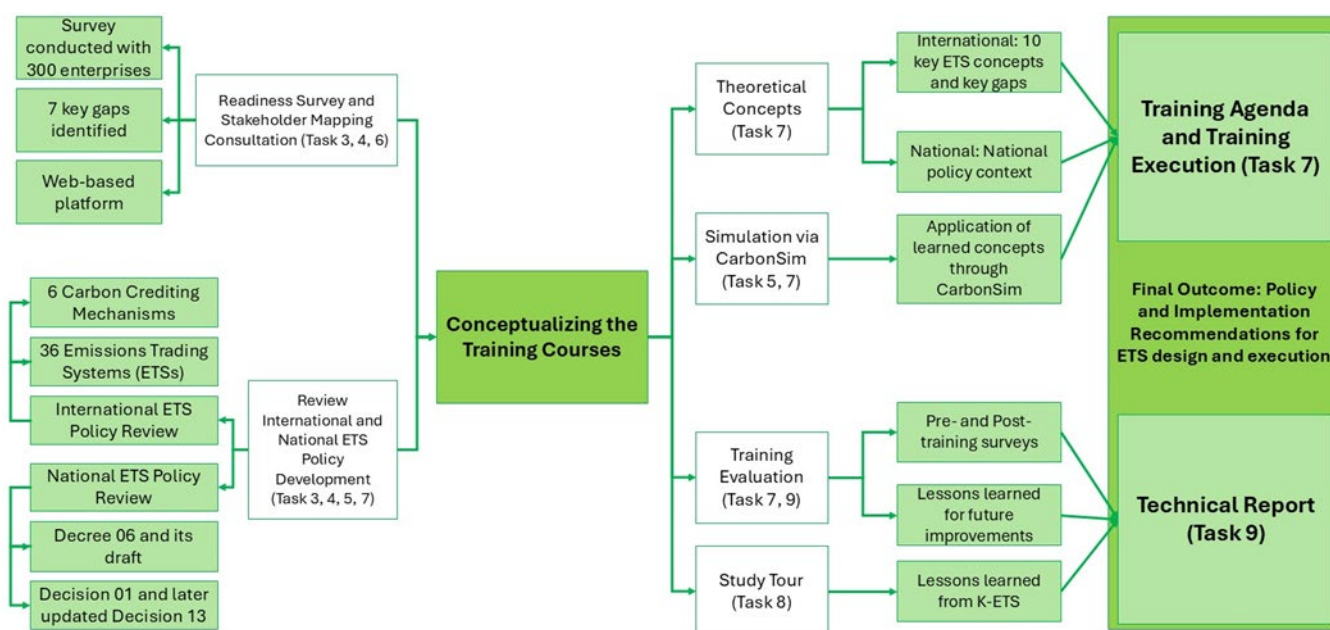 Survey
conducted with
300 enterprises
7 key gaps
identified
Web-based
platform
Readiness Survey and
Stakeholder Mapping
Consultation (Task 3, 4, 6)
6 Carbon Crediting
Mechanisms
36 Emissions Trading
Systems (ETSs)
International ETS
Policy Review
National ETS Policy
Review
Decree 06 and its
draft
Decision 01 and later
updated Decision 13
Review
International and
National ETS
Policy
Development
(Task 3, 4, 5, 7)
Conceptualizing the
Training Courses
Theoretical
Concepts
(Task 7)
International: 10
key ETS concepts
and key gaps
National: National
policy context
Simulation via
CarbonSim
(Task 5, 7)
Application of
learned concepts
through
CarbonSim
Training
Evaluation
(Task 7, 9)
Pre- and Post-
training surveys
Lessons learned
for future
improvements
Study Tour
(Task 8)
Lessons learned
from K-ETS
Training Agenda
and Training
Execution (Task 7)
Final Outcome: Policy
and Implementation
Recommendations for
ETS design and execution
Technical Report
(Task 9)